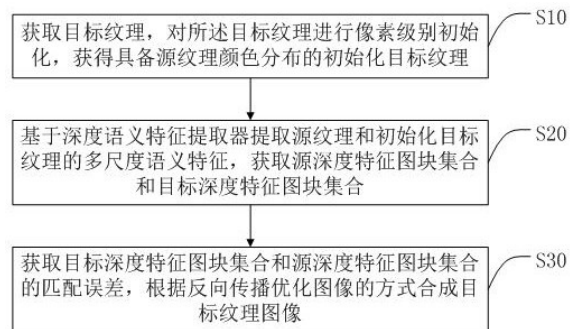 获取目标纹理，对所述目标纹理进行像素级别初始
化，获得具备源纹理颜色分布的初始化目标纹理
S10
基于深度语义特征提取器提取源纹理和初始化目标
纹理的多尺度语义特征，获取源深度特征图块集合
和目标深度特征图块集合
S20
获取目标深度特征图块集合和源深度特征图块集合
的匹配误差，根据反向传播优化图像的方式合成目
标纹理图像
S30